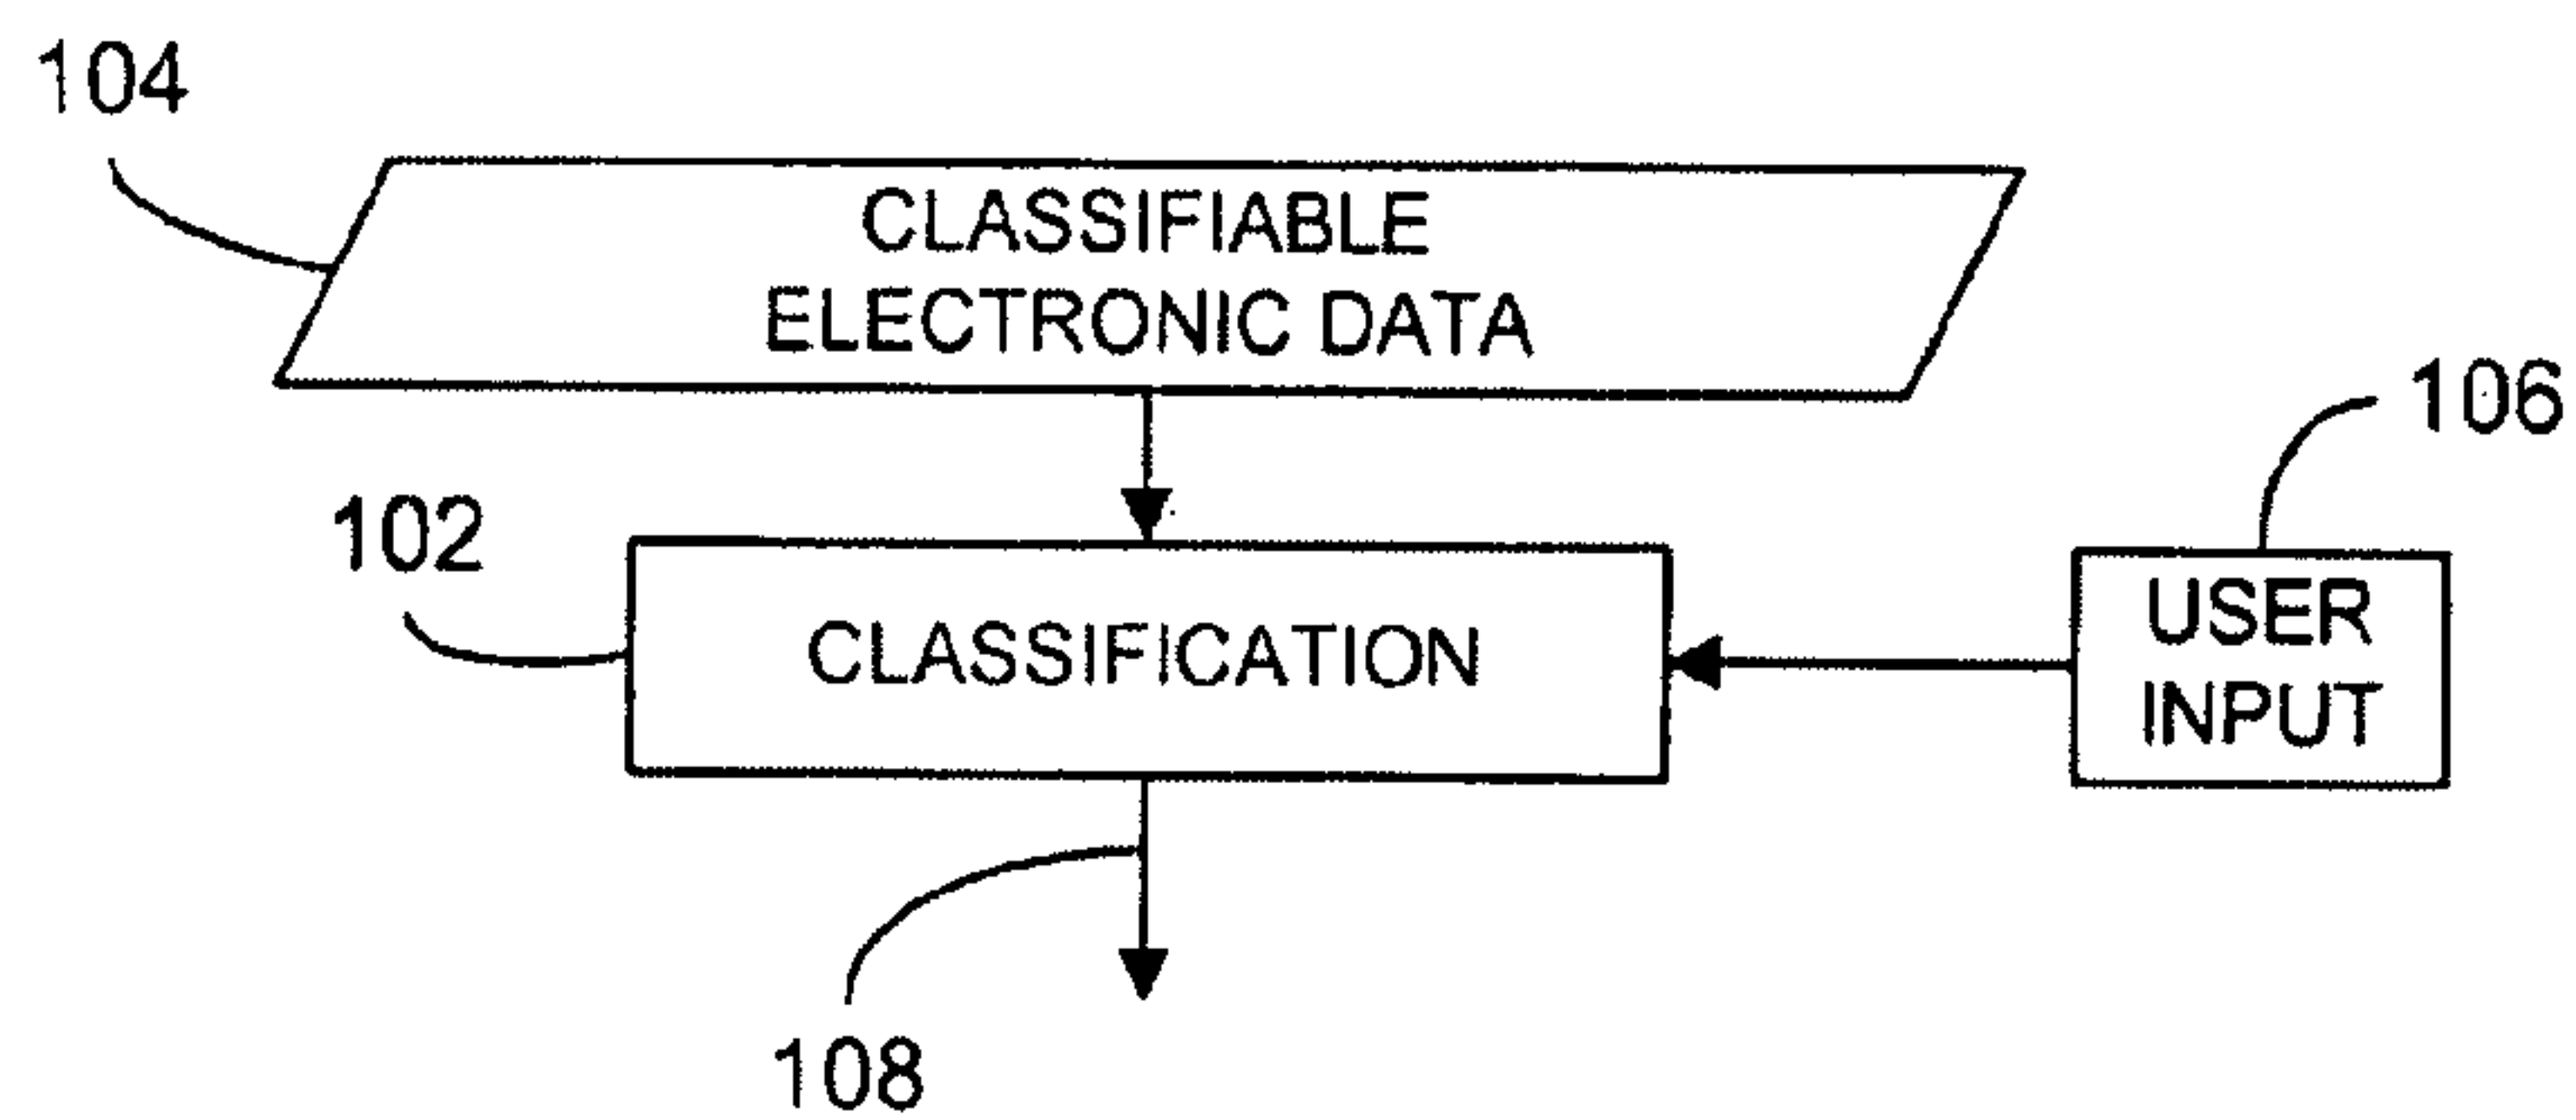 104
CLASSIFIABLE
ELECTRONIC DATA
106
102
CLASSIFICATION
USER
INPUT
108